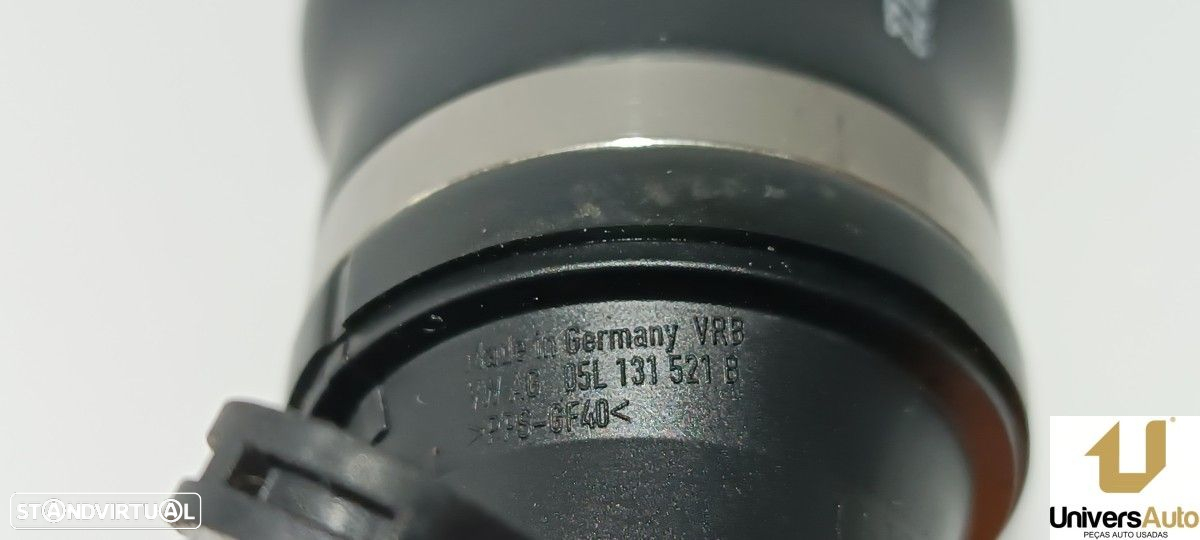 Made in Germany VRB
VW AG 05L 131 521 B
>PPS-GF40<
STANDVIRTUAL
UniversAuto
PEÇAS AUTO USADAS